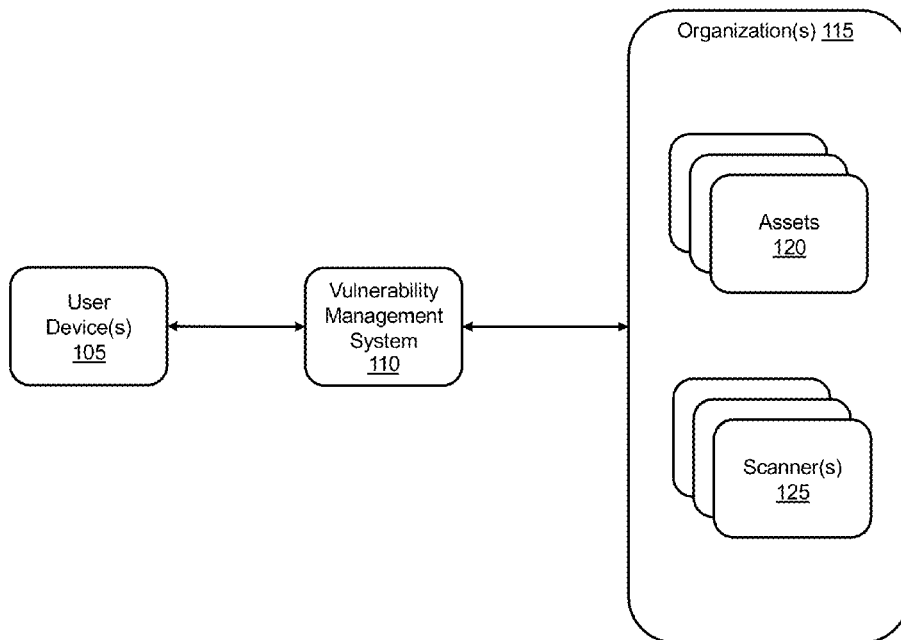 Organization(s) 115
Assets
120
User
Device(s)
105
Vulnerability
Management
System
110
Scanner(s)
125